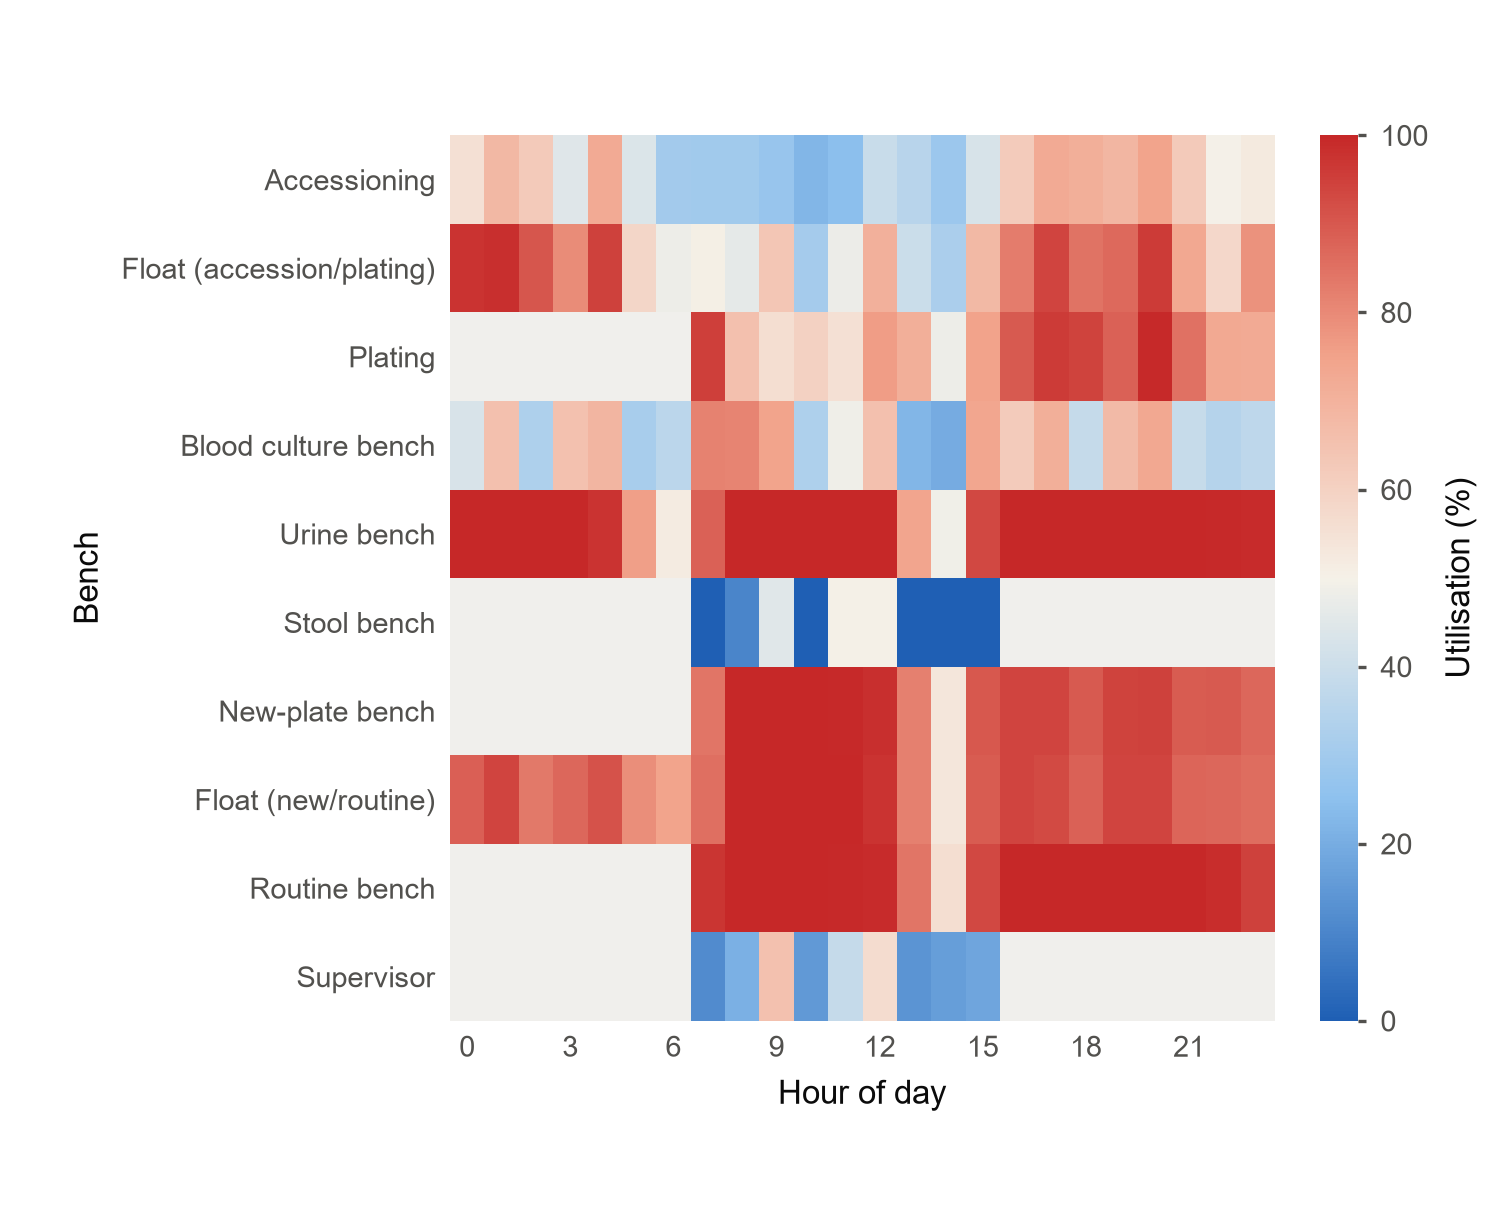 Accessioning
Float (accession/plating)
Plating
Blood culture bench
Urine bench
Stool bench
New-plate bench
Float (new/routine)
Routine bench
Supervisor
Bench
0 3 6 9 12 15 18 21
Hour of day
100
80
60
40
20
0
Utilisation (%)